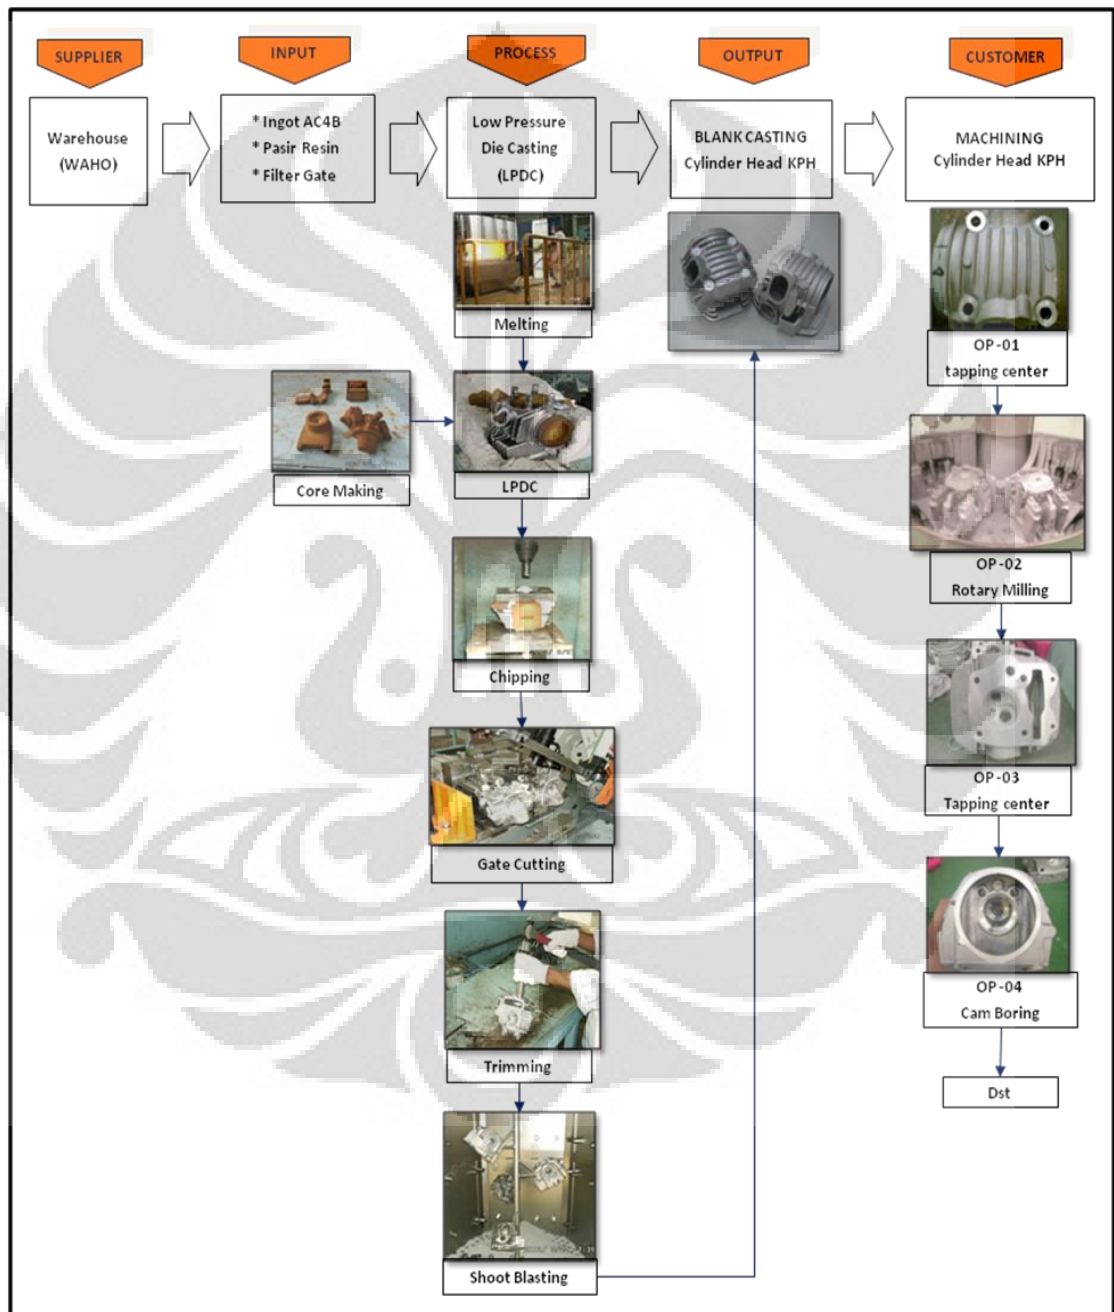 SUPPLIER
INPUT
PROCESS
OUTPUT
CUSTOMER
Warehouse
(WAHO)
* Ingot AC4B
* Pasir Resin
* Filter Gate
Low Pressure
Die Casting
(LPDC)
BLANK CASTING
Cylinder Head KPH
MACHINING
Cylinder Head KPH
Melting
Core Making
LPDC
Chipping
Gate Cutting
Trimming
Shoot Blasting
OP-01
tapping center
OP-02
Rotary Milling
OP-03
Tapping center
OP-04
Cam Boring
Dst